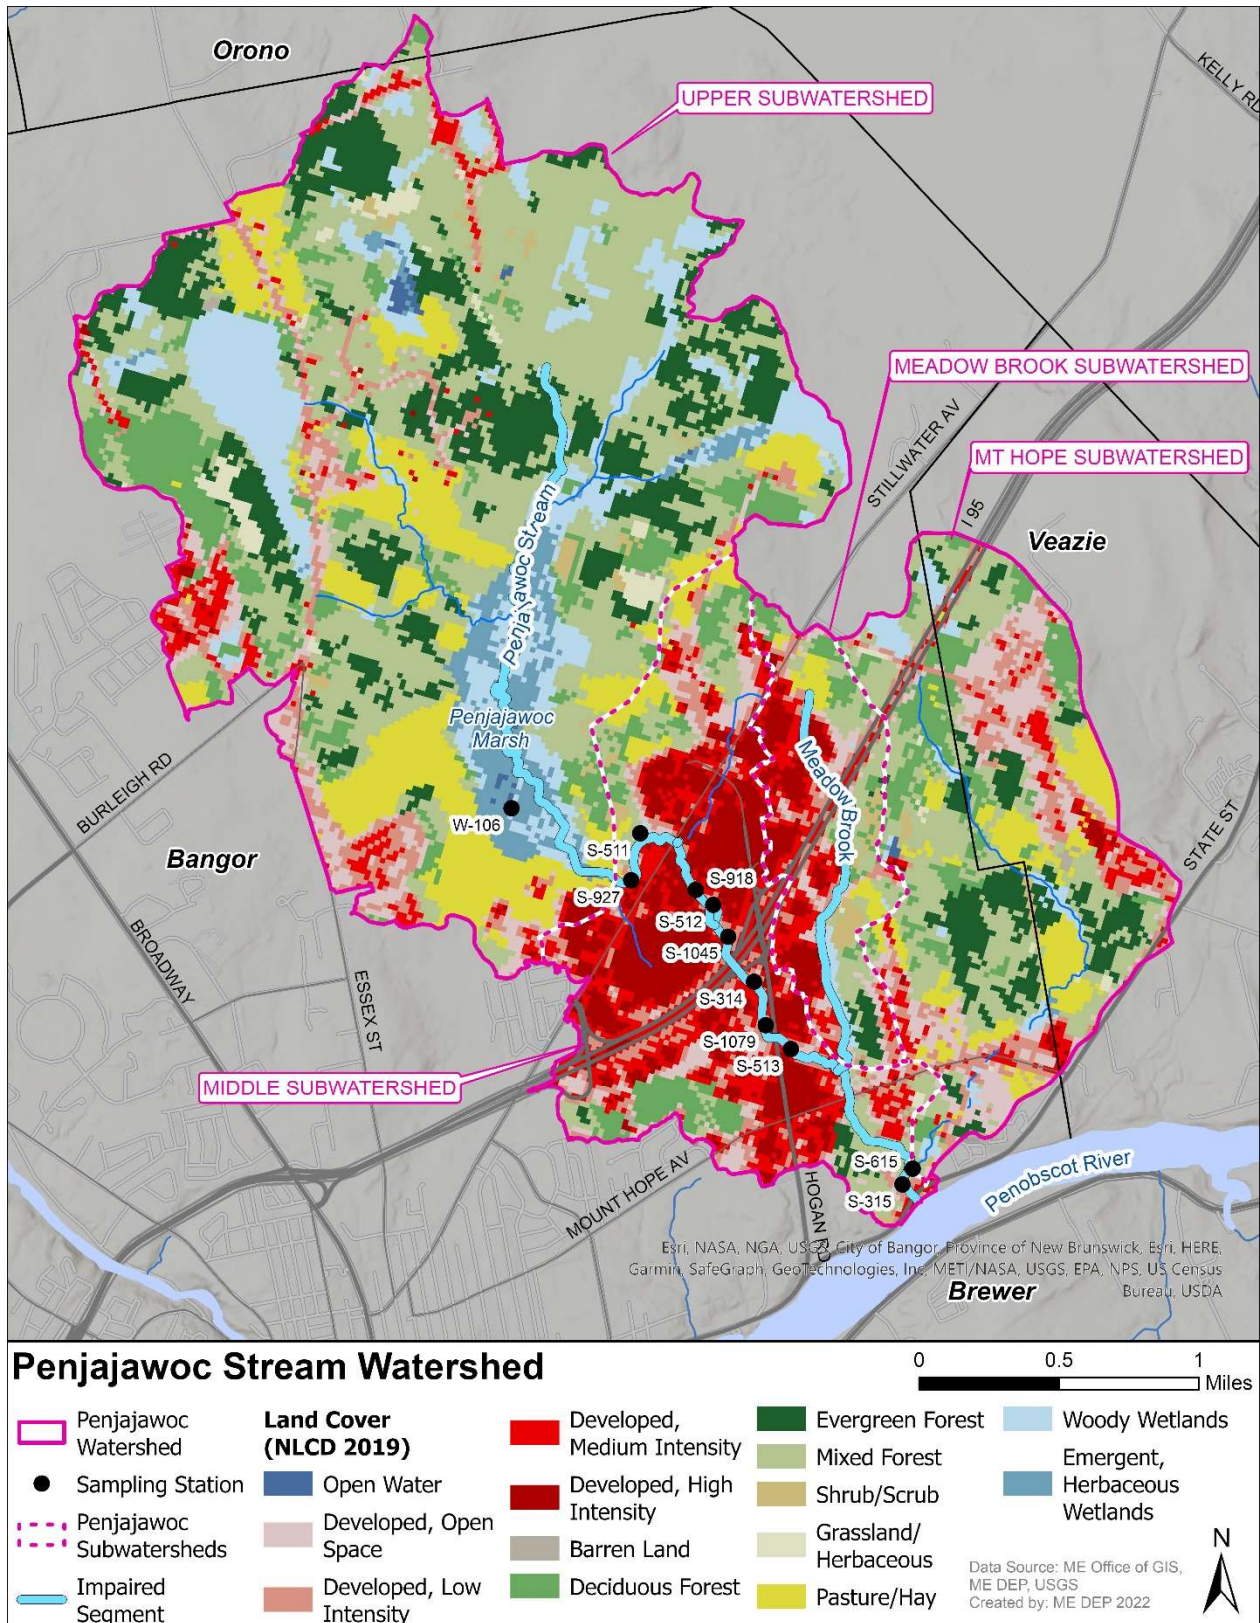 Orono
KELLY RD
UPPER SUBWATERSHED
MEADOW BROOK SUBWATERSHED
STILLWATER AV
MT HOPE SUBWATERSHED
I 95
Veazie
Penjajawoc Stream
Penjajawoc Stream
Penjajawoc
Marsh
Meadow Brook
BURLEIGH RD
W-106
Bangor
S-511
S-927
S-918
S-512
S-1045
S-314
S-1079
S-513
STATE ST
BROADWAY
ESSEX ST
MIDDLE SUBWATERSHED
MOUNT HOPE AV
HOGAN RD
S-615
S-315
Penobscot River
Esri, NASA, NGA, USGS, City of Bangor, Province of New Brunswick, Esri, HERE,
Garmin, SafeGraph, GeoTechnologies, Inc, METI/NASA, USGS, EPA, NPS, US Census
Bureau, USDA
Brewer
Penjajawoc Stream Watershed
0 0.5 1
Miles
Penjajawoc
Watershed
Sampling Station
Penjajawoc
Subwatersheds
Impaired
Segment
Land Cover
(NLCD 2019)
Open Water
Developed, Open
Space
Developed, Low
Intensity
Developed,
Medium Intensity
Developed, High
Intensity
Barren Land
Deciduous Forest
Evergreen Forest
Mixed Forest
Shrub/Scrub
Grassland/
Herbaceous
Pasture/Hay
Woody Wetlands
Emergent,
Herbaceous
Wetlands
N
Data Source: ME Office of GIS,
ME DEP, USGS
Created by: ME DEP 2022